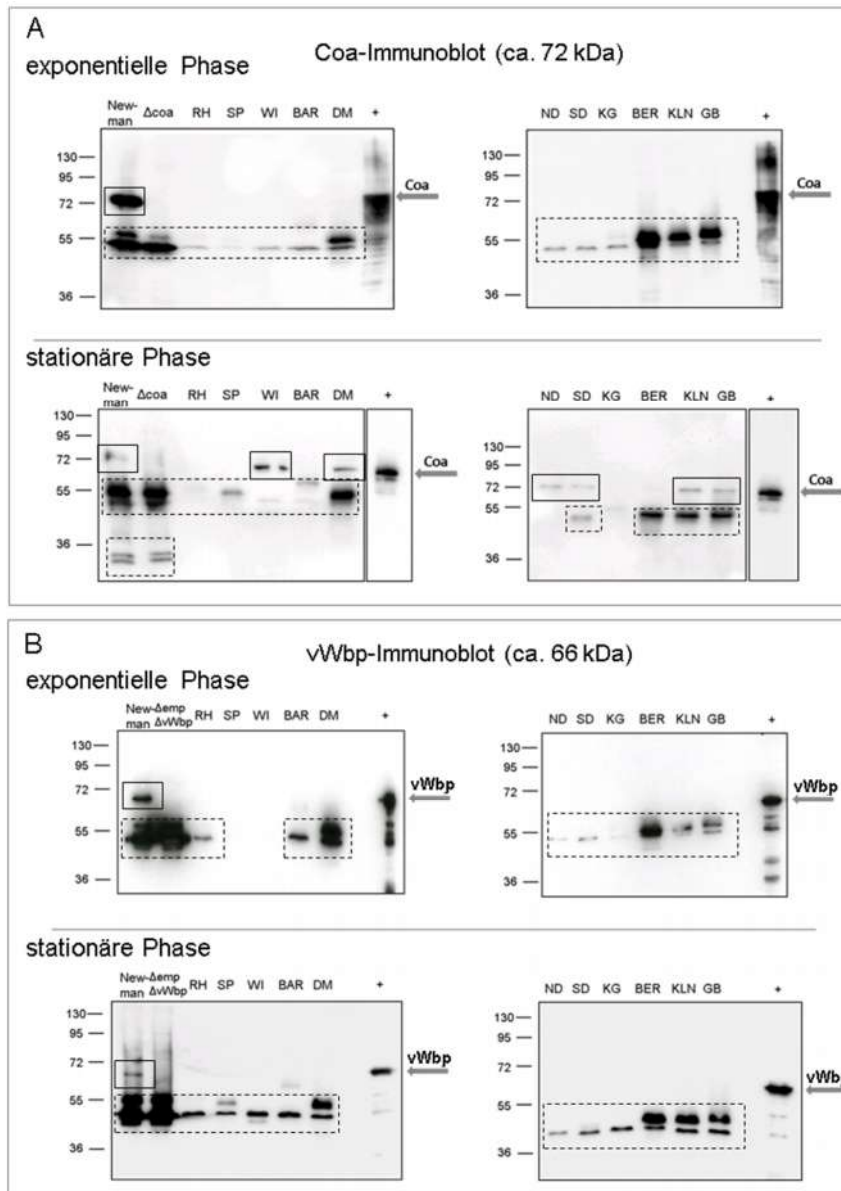 A
Coa-Immunoblot (ca. 72 kDa)
exponentielle Phase
New-
man Δcoa RH SP WI BAR DM +
130
95
72
55
36
Coa
ND SD KG BER KLN GB +
130
95
72
55
36
Coa
stationäre Phase
New-
man Δcoa RH SP WI BAR DM +
130
95
72
55
36
Coa
ND SD KG BER KLN GB +
130
95
72
55
36
Coa
B
vWbp-Immunoblot (ca. 66 kDa)
exponentielle Phase
New- Δemp
man ΔvWbp RH SP WI BAR DM +
130
95
72
55
36
vWbp
ND SD KG BER KLN GB +
130
95
72
55
36
vWbp
stationäre Phase
New- Δemp
man ΔvWbp RH SP WI BAR DM +
130
95
72
55
36
vWbp
ND SD KG BER KLN GB +
130
95
72
55
36
vWb